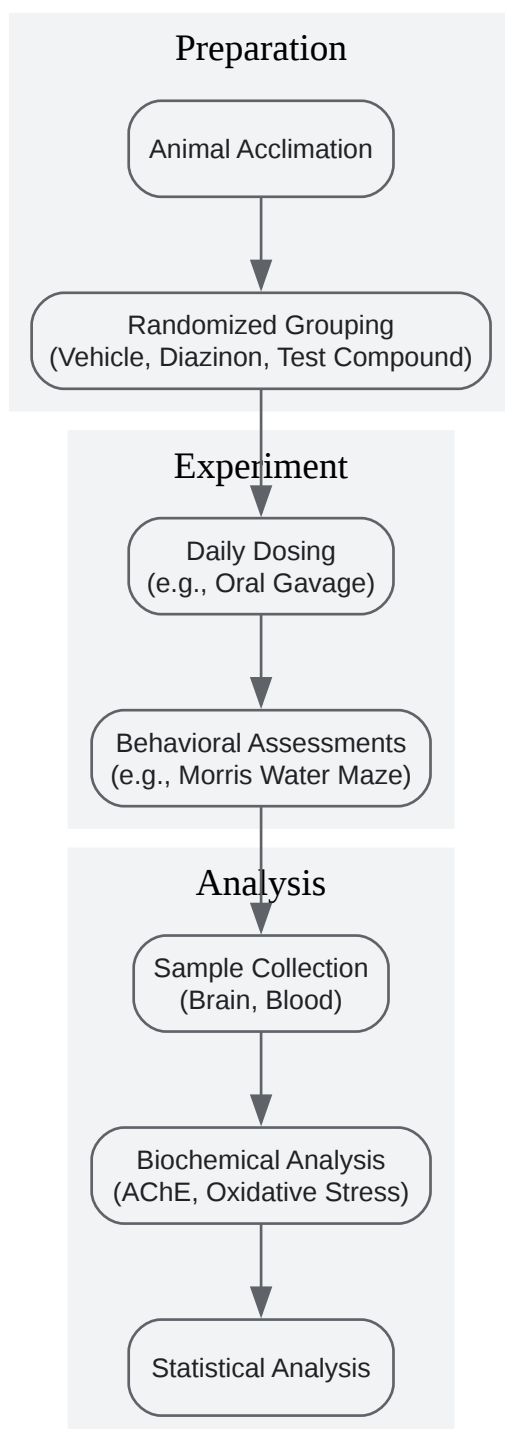 Preparation
Animal Acclimation
Randomized Grouping
(Vehicle, Diazinon, Test Compound)
Experiment
Daily Dosing
(e.g., Oral Gavage)
Behavioral Assessments
(e.g., Morris Water Maze)
Analysis
Sample Collection
(Brain, Blood)
Biochemical Analysis
(AChE, Oxidative Stress)
Statistical Analysis